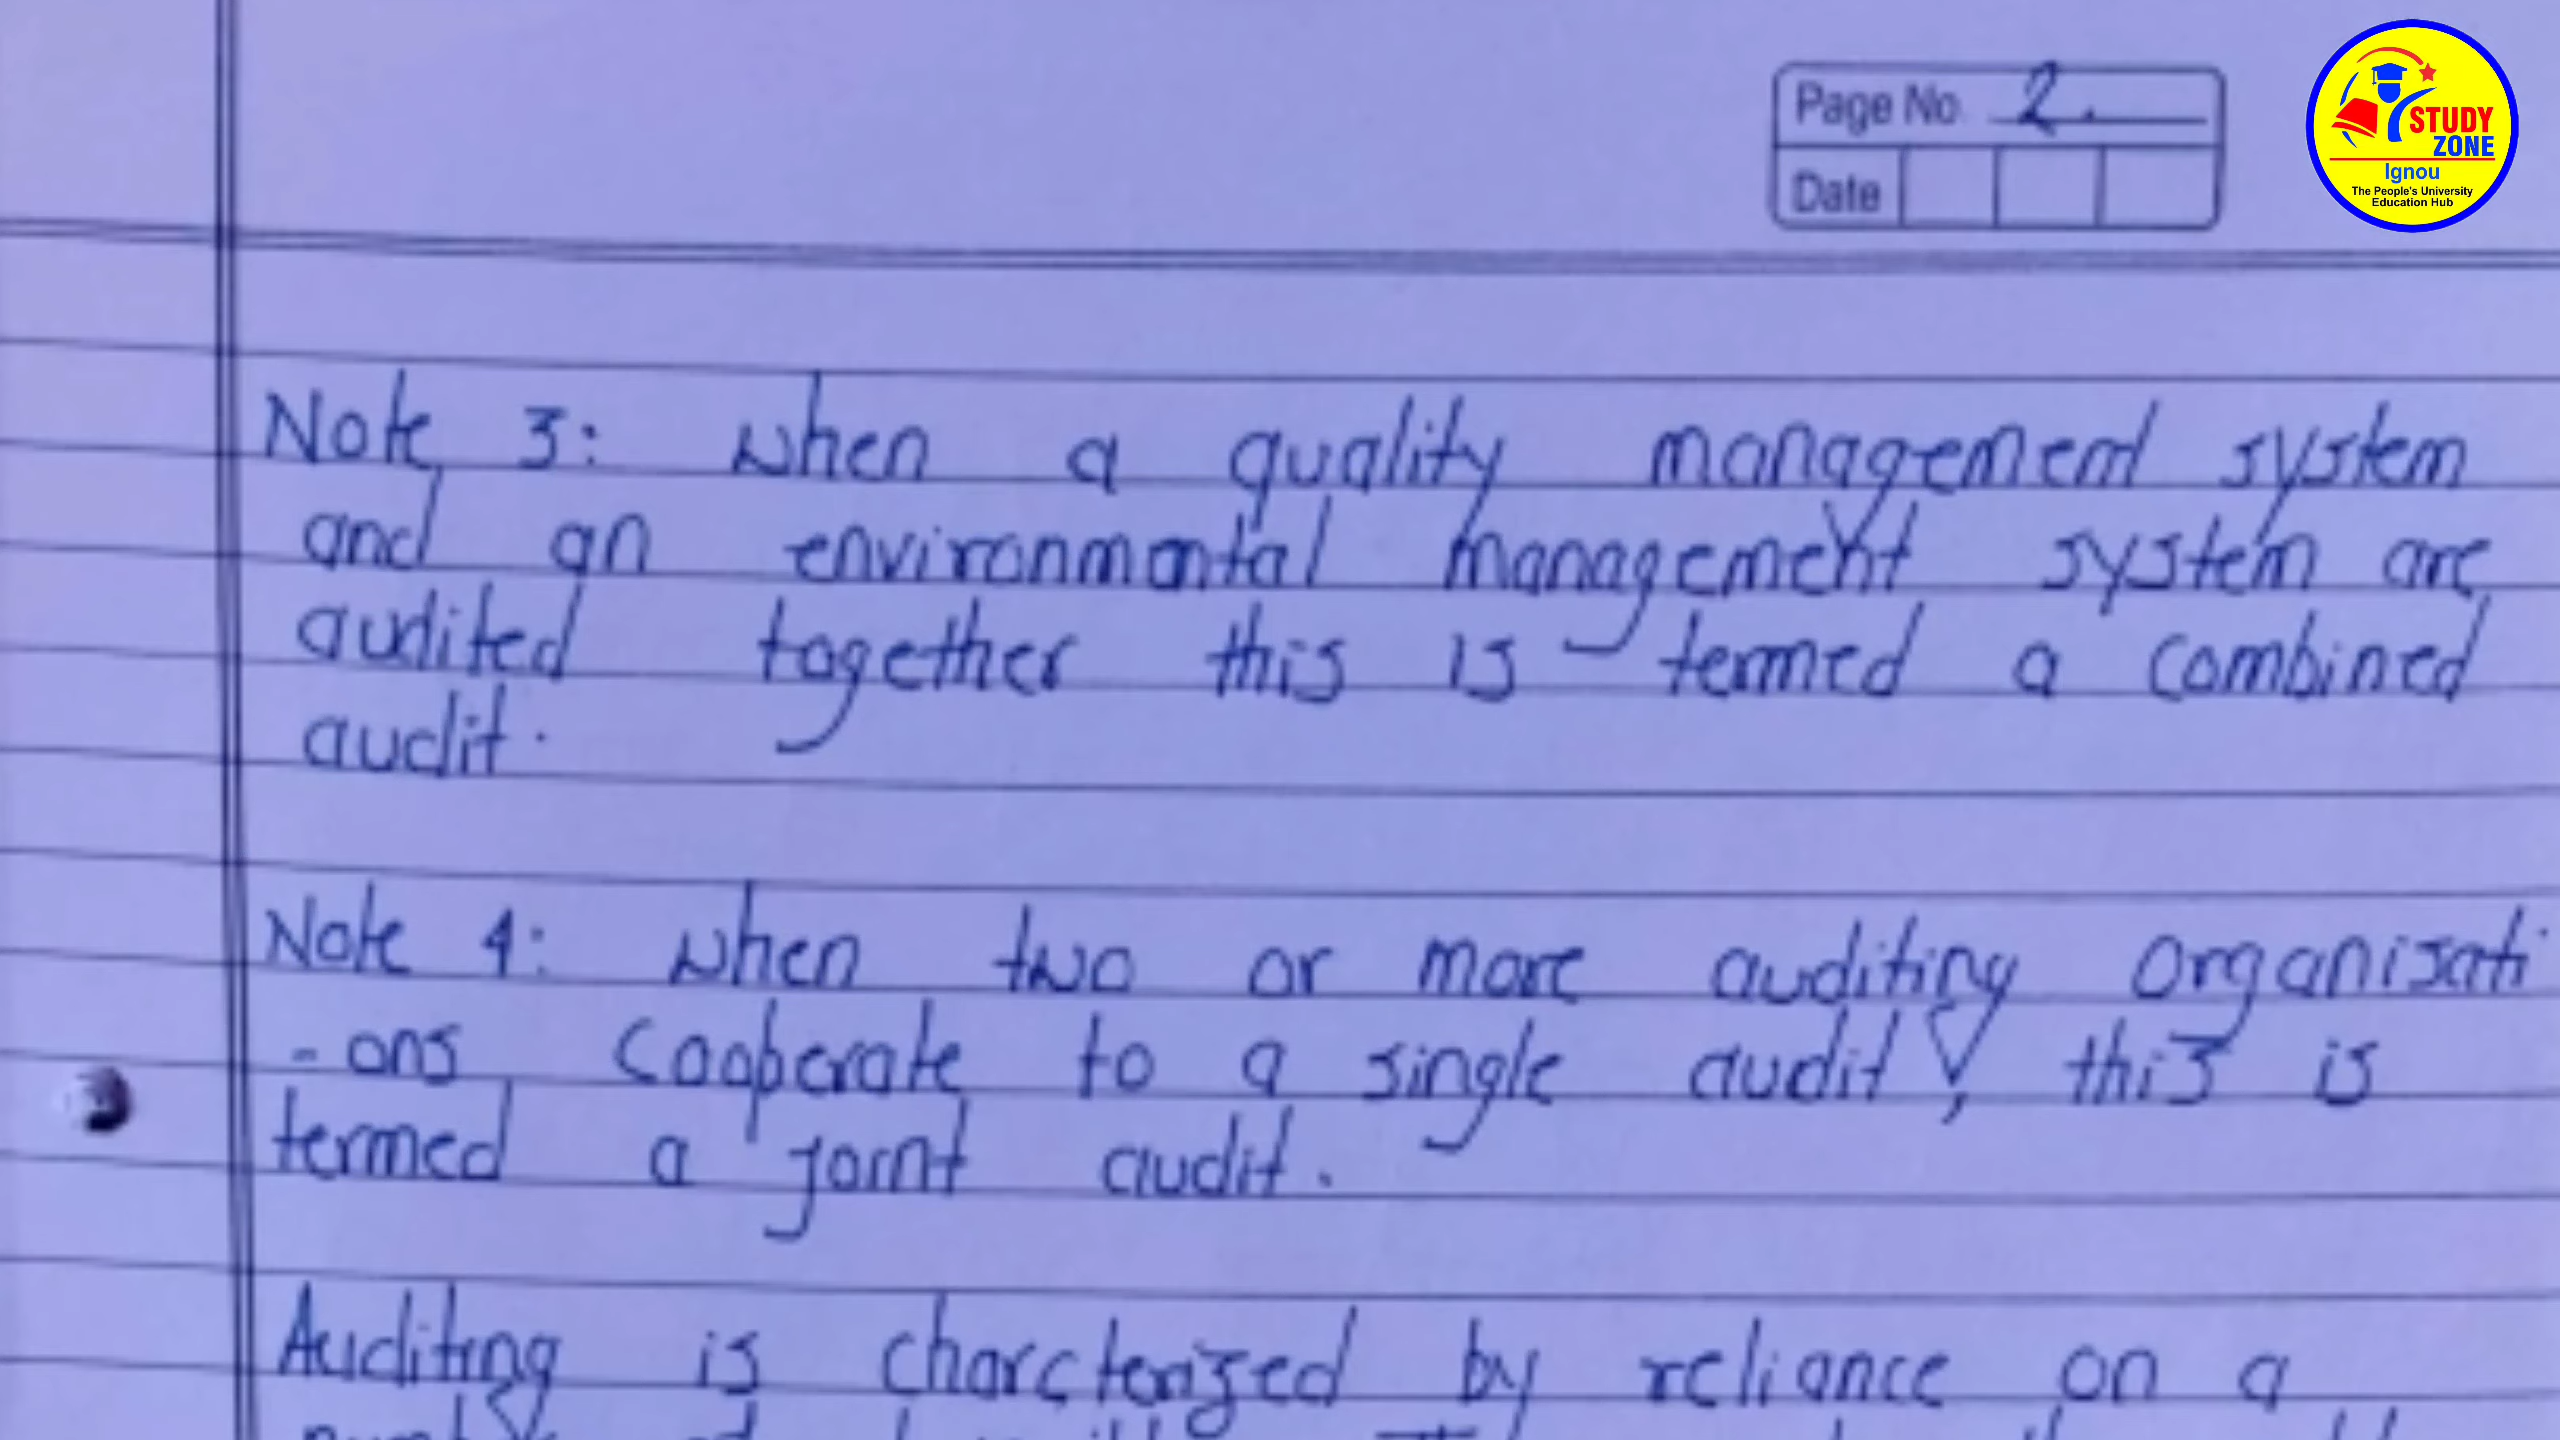 Page No. 2.
Date
STUDY
ZONE
Ignou
The People's University
Education Hub
Note 3: When a quality management system
and an environmental management system are
audited together this is termed a combined
audit.
Note 4: When two or more auditing organisati
-ons cooperate to a single audit, this is
termed a joint audit.
Auditing is charcterized by reliance on a